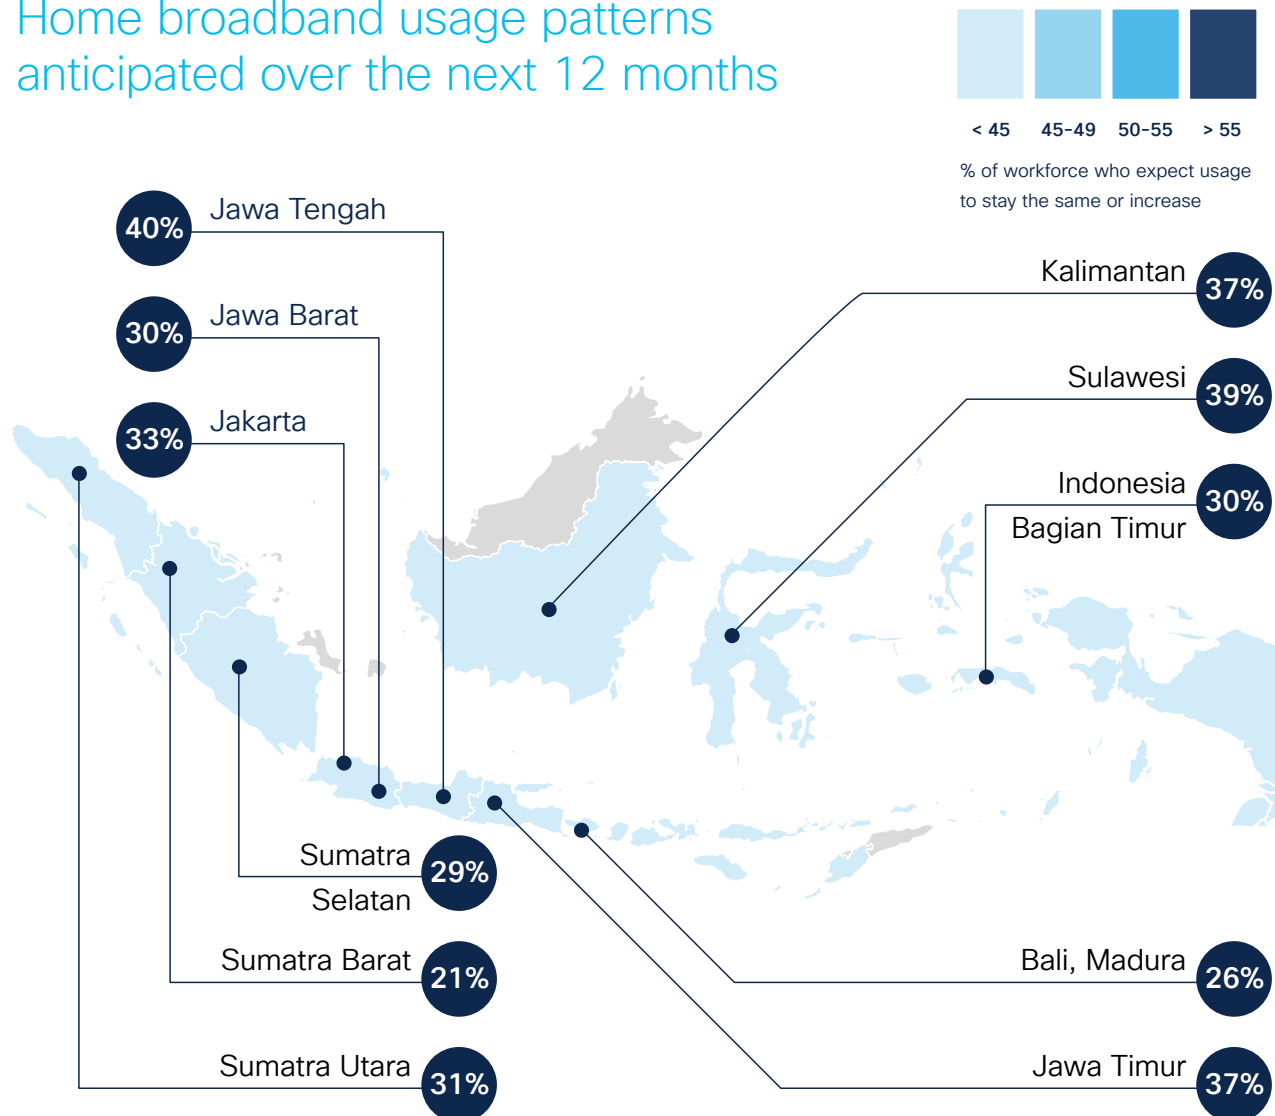 Home broadband usage patterns
anticipated over the next 12 months
< 45 45-49 50-55 > 55
% of workforce who expect usage
to stay the same or increase
40% Jawa Tengah
30% Jawa Barat
33% Jakarta
Kalimantan 37%
Sulawesi 39%
Indonesia 30%
Bagian Timur
Sumatra 29%
Selatan
Sumatra Barat 21%
Sumatra Utara 31%
Bali, Madura 26%
Jawa Timur 37%